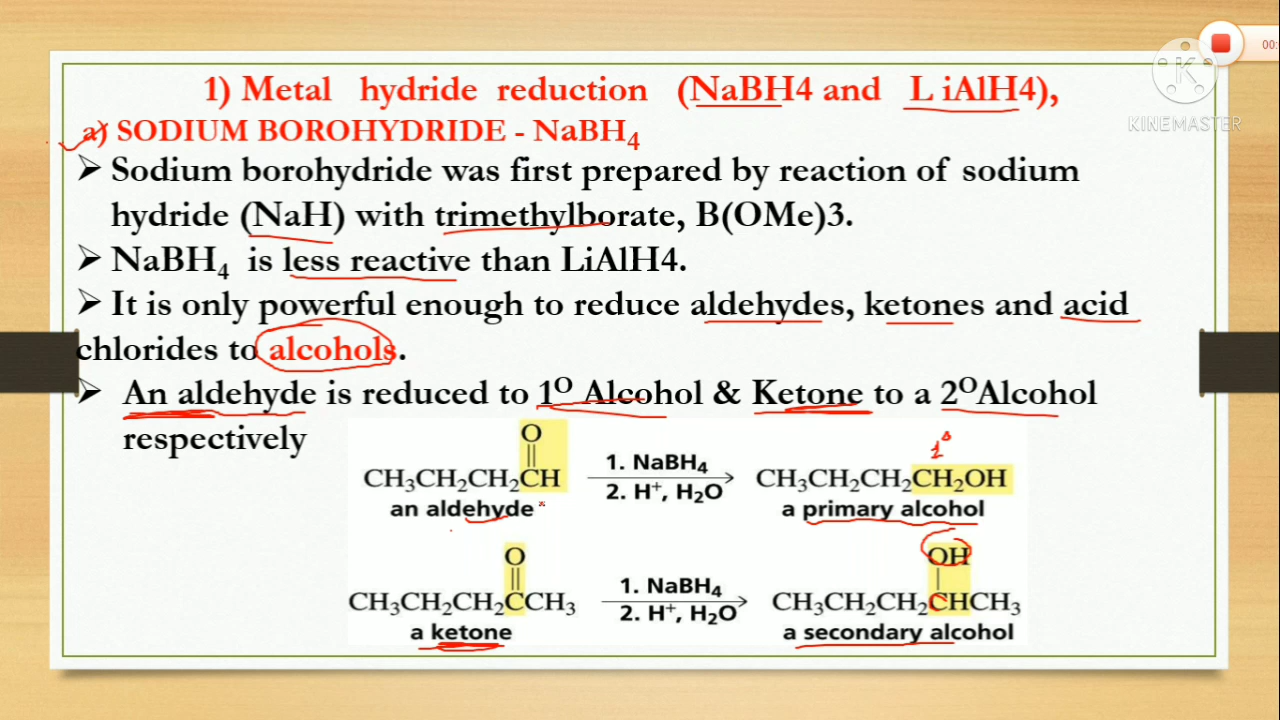 00:
KINEMASTER
1) Metal hydride reduction (NaBH4 and L iAlH4),
a) SODIUM BOROHYDRIDE - NaBH₄
➢ Sodium borohydride was first prepared by reaction of sodium
hydride (NaH) with trimethylborate, B(OMe)3.
➢ NaBH₄ is less reactive than LiAlH4.
➢ It is only powerful enough to reduce aldehydes, ketones and acid
chlorides to alcohols.
➢ An aldehyde is reduced to 1ᴼ Alcohol & Ketone to a 2ᴼAlcohol
respectively
O
||
CH₃CH₂CH₂CH
1. NaBH₄
2. H⁺, H₂O
1°
CH₃CH₂CH₂CH₂OH
an aldehyde
a primary alcohol
O
||
CH₃CH₂CH₂CCH₃
1. NaBH₄
2. H⁺, H₂O
OH
|
CH₃CH₂CH₂CHCH₃
a ketone
a secondary alcohol